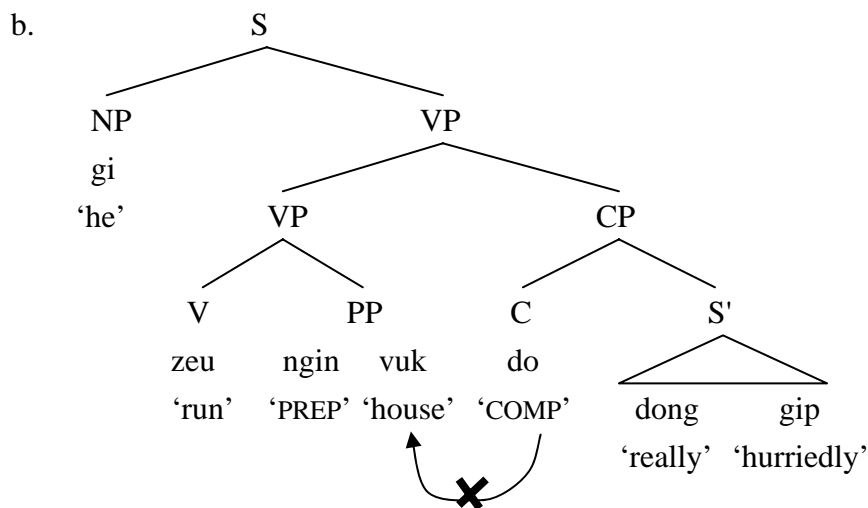 b. S
NP VP
gi
‘he’ VP CP
V PP C S'
zeu ngin vuk do
‘run’ ‘PREP’ ‘house’ ‘COMP’ dong gip
‘really’ ‘hurriedly’